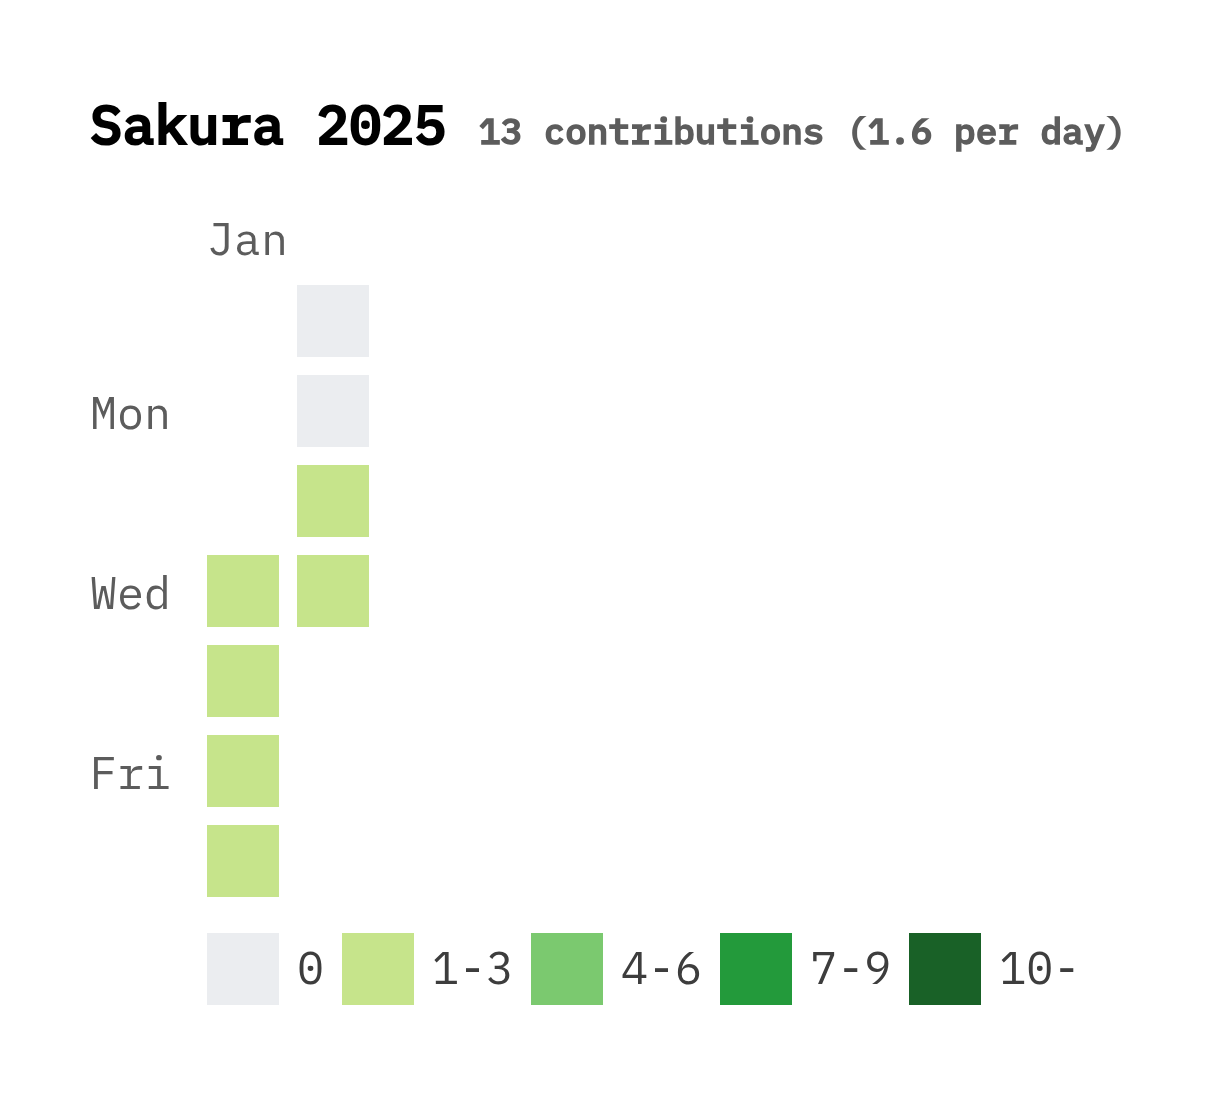 Sakura 2025 13 contributions (1.6 per day)
Jan
Mon
Wed
Fri
0 1-3 4-6 7-9 10-